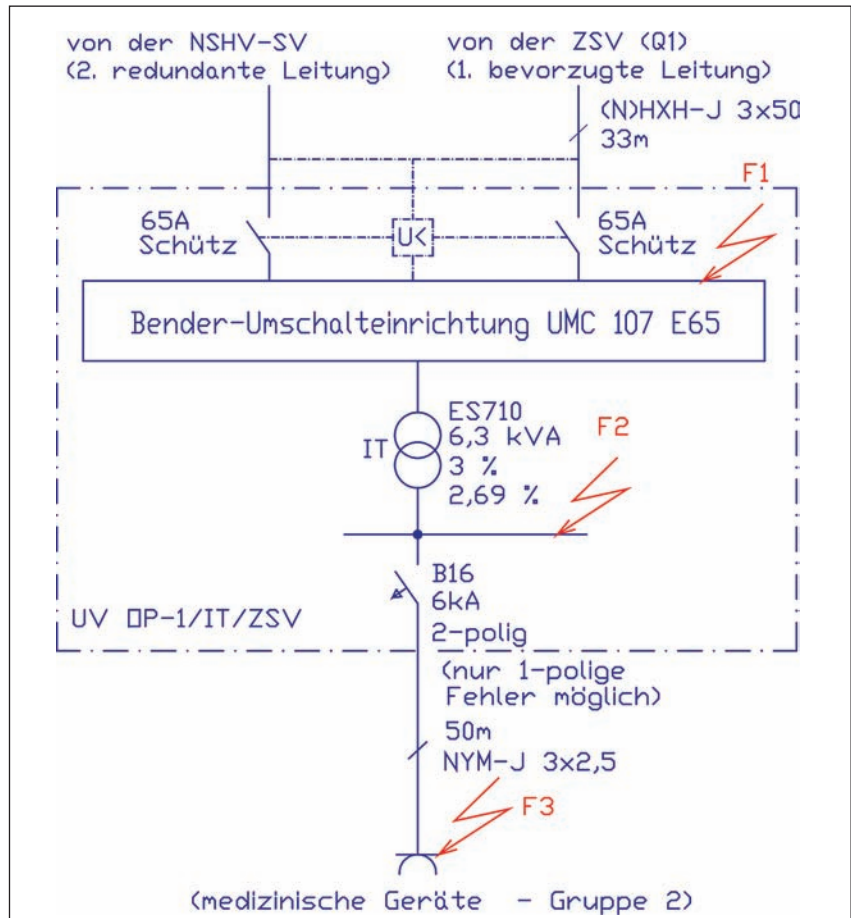 von der NSHV-SV
(2. redundante Leitung)
von der ZSV (Q1)
(1. bevorzugte Leitung)
(N)HXH-J 3x50
33m
F1
65A
Schütz
U<
65A
Schütz
Bender-Umschalteinrichtung UMC 107 E65
IT
ES710
6,3 kVA
3 %
2,69 %
F2
B16
6kA
2-polig
UV OP-1/IT/ZSV
(nur 1-polige
Fehler möglich)
50m
NYM-J 3x2,5
F3
(medizinische Geräte - Gruppe 2)